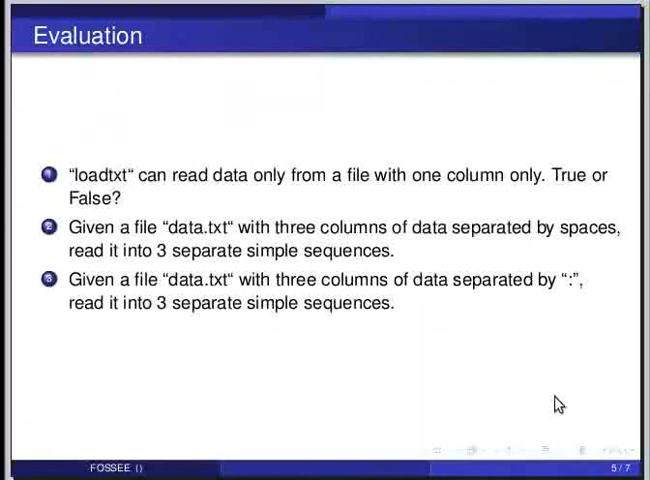 Evaluation
1 “loadtxt“ can read data only from a file with one column only. True or
False?
2 Given a file “data.txt“ with three columns of data separated by spaces,
read it into 3 separate simple sequences.
3 Given a file “data.txt“ with three columns of data separated by “:”,
read it into 3 separate simple sequences.
FOSSEE ()
5 / 7